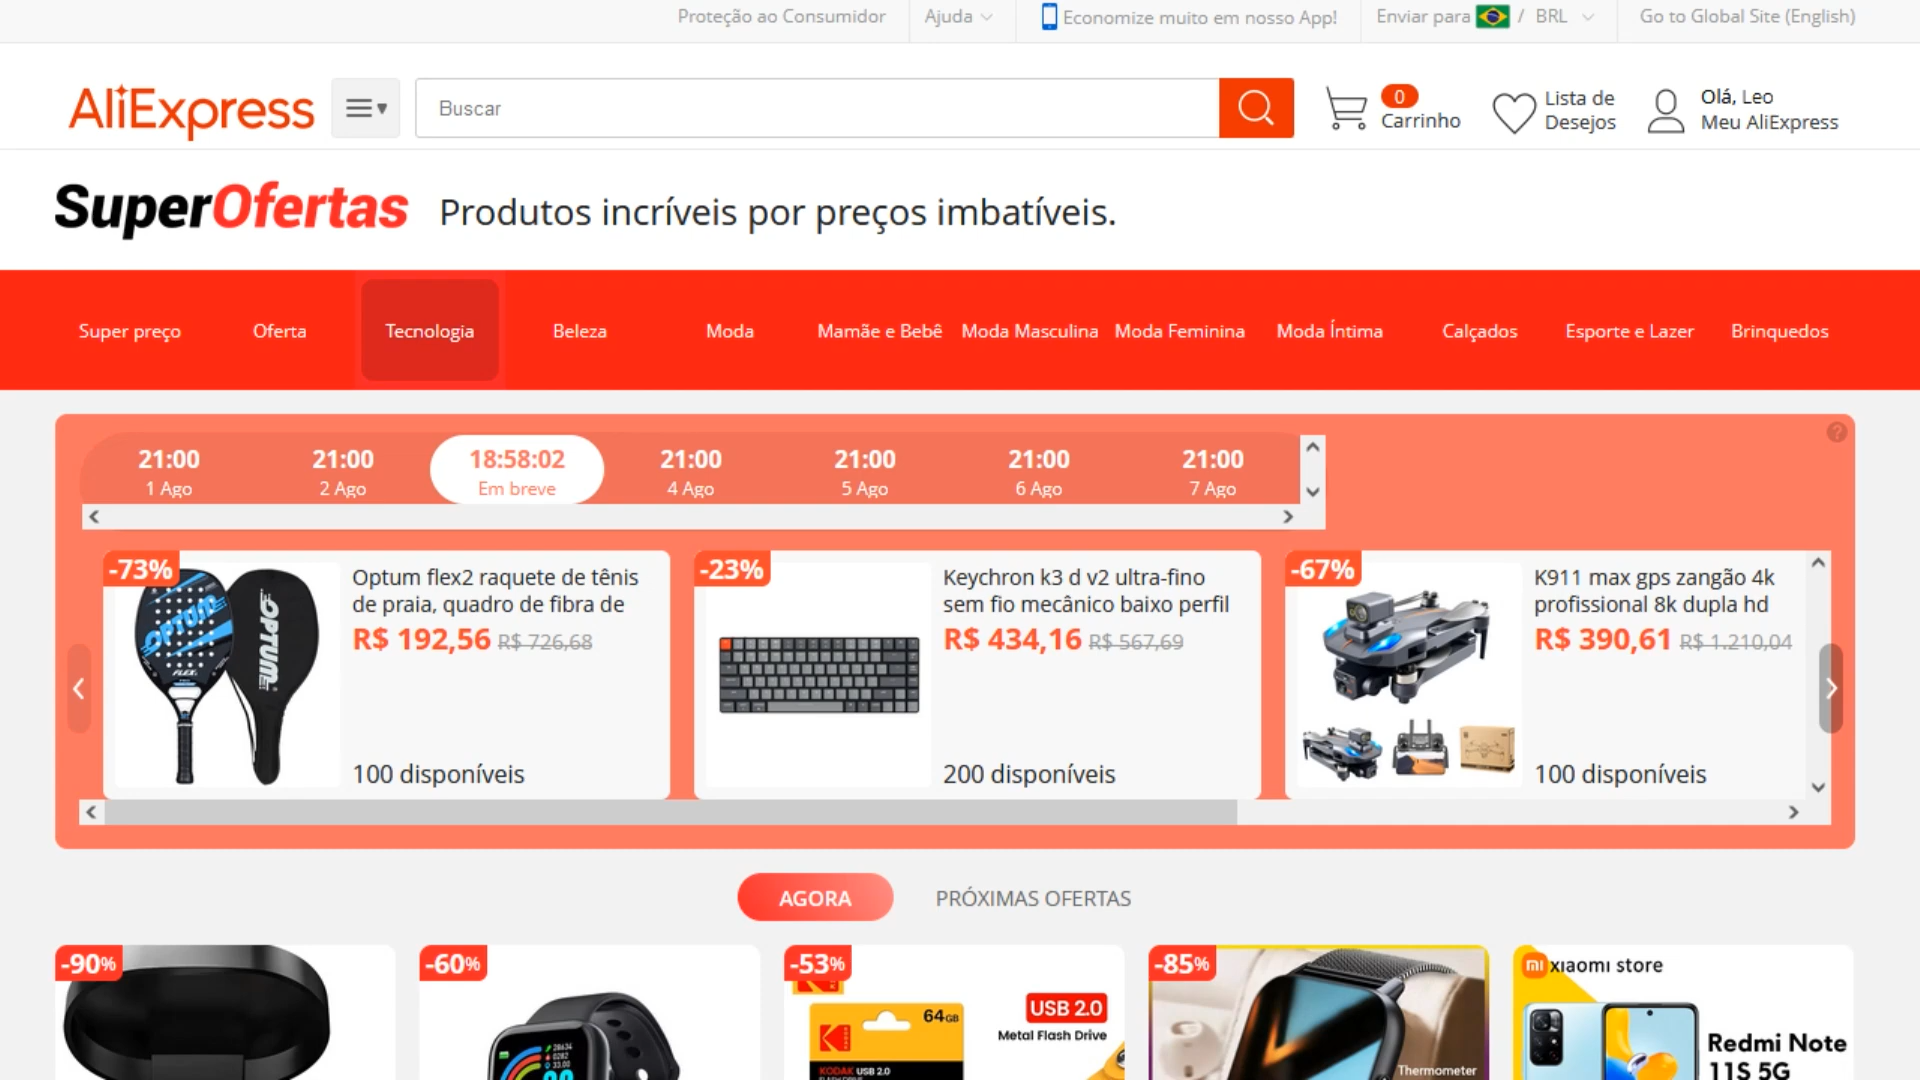 Proteção ao Consumidor
Ajuda
Economize muito em nosso App!
Enviar para / BRL
Go to Global Site (English)
AliExpress
Buscar
0
Carrinho
Lista de
Desejos
Olá, Leo
Meu AliExpress
SuperOfertas
Produtos incríveis por preços imbatíveis.
Super preço
Oferta
Tecnologia
Beleza
Moda
Mamãe e Bebê
Moda Masculina
Moda Feminina
Moda Íntima
Calçados
Esporte e Lazer
Brinquedos
21:00
1 Ago
21:00
2 Ago
18:58:02
Em breve
21:00
4 Ago
21:00
5 Ago
21:00
6 Ago
21:00
7 Ago
?
-73%
OPTUM
FLEX
OPTUM
Optum flex2 raquete de tênis
de praia, quadro de fibra de
R$ 192,56 R$ 726,68
100 disponíveis
-23%
Keychron k3 d v2 ultra-fino
sem fio mecânico baixo perfil
R$ 434,16 R$ 567,69
200 disponíveis
-67%
K911 max gps zangão 4k
profissional 8k dupla hd
R$ 390,61 R$ 1.210,04
100 disponíveis
AGORA
PRÓXIMAS OFERTAS
-90%
-60%
-53%
64GB
USB 2.0
Metal Flash Drive
KODAK USB 2.0
-85%
Thermometer
mi xiaomi store
Redmi Note
11S 5G